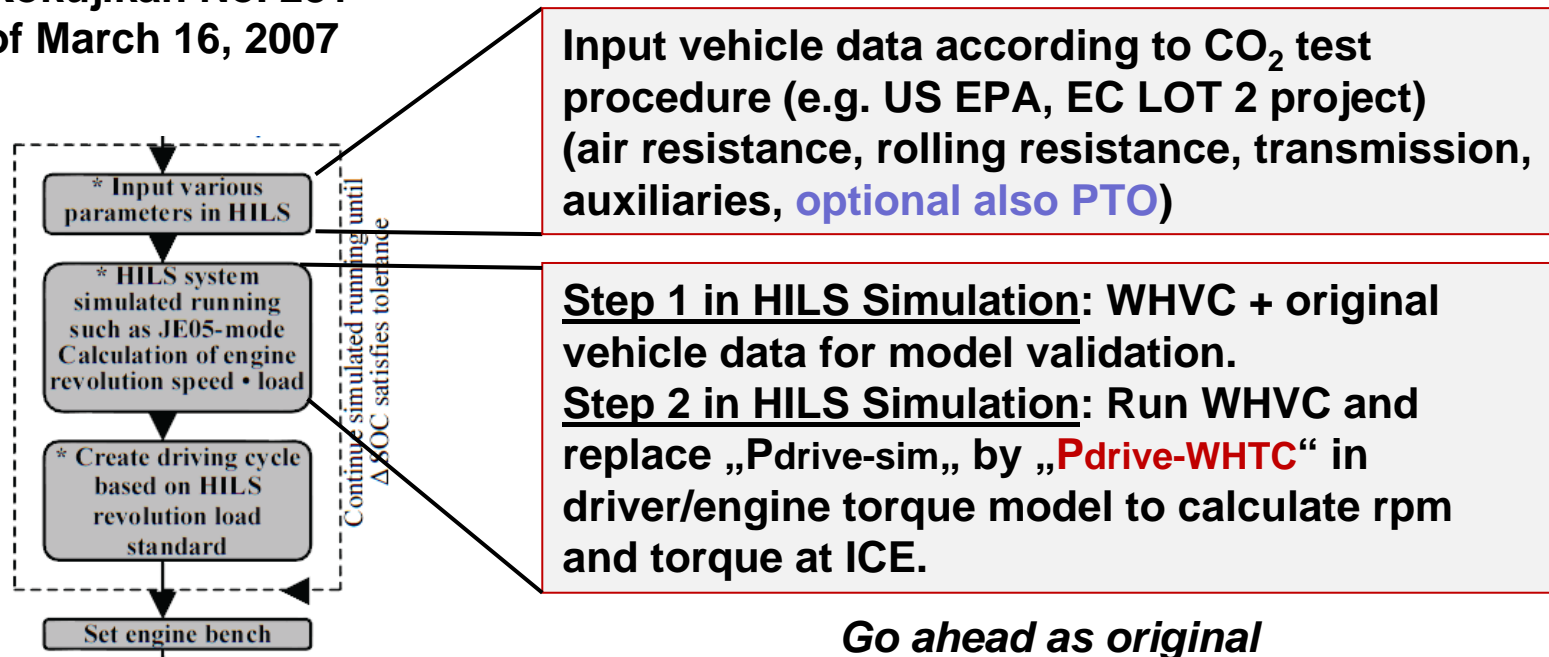 of March 16, 2007
* Input various
parameters in HILS
* HILS system
simulated running
such as JE05-mode
Calculation of engine
revolution speed • load
* Create driving cycle
based on HILS
revolution load
standard
Set engine bench
Continue simulated running until
ΔSOC satisfies tolerance
Input vehicle data according to CO₂ test
procedure (e.g. US EPA, EC LOT 2 project)
(air resistance, rolling resistance, transmission,
auxiliaries, optional also PTO)
Step 1 in HILS Simulation: WHVC + original
vehicle data for model validation.
Step 2 in HILS Simulation: Run WHVC and
replace „Pdrive-sim„ by „Pdrive-WHTC“ in
driver/engine torque model to calculate rpm
and torque at ICE.
Go ahead as original